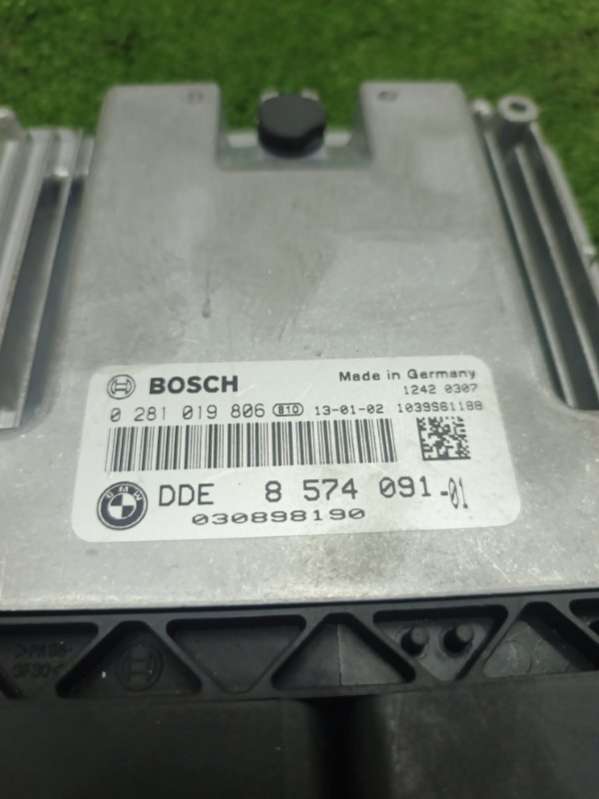 BOSCH
Made in Germany
1242 0307
0 281 019 806 B10 13-01-02 1039S61188
BMW
DDE 8 574 091-01
030898190